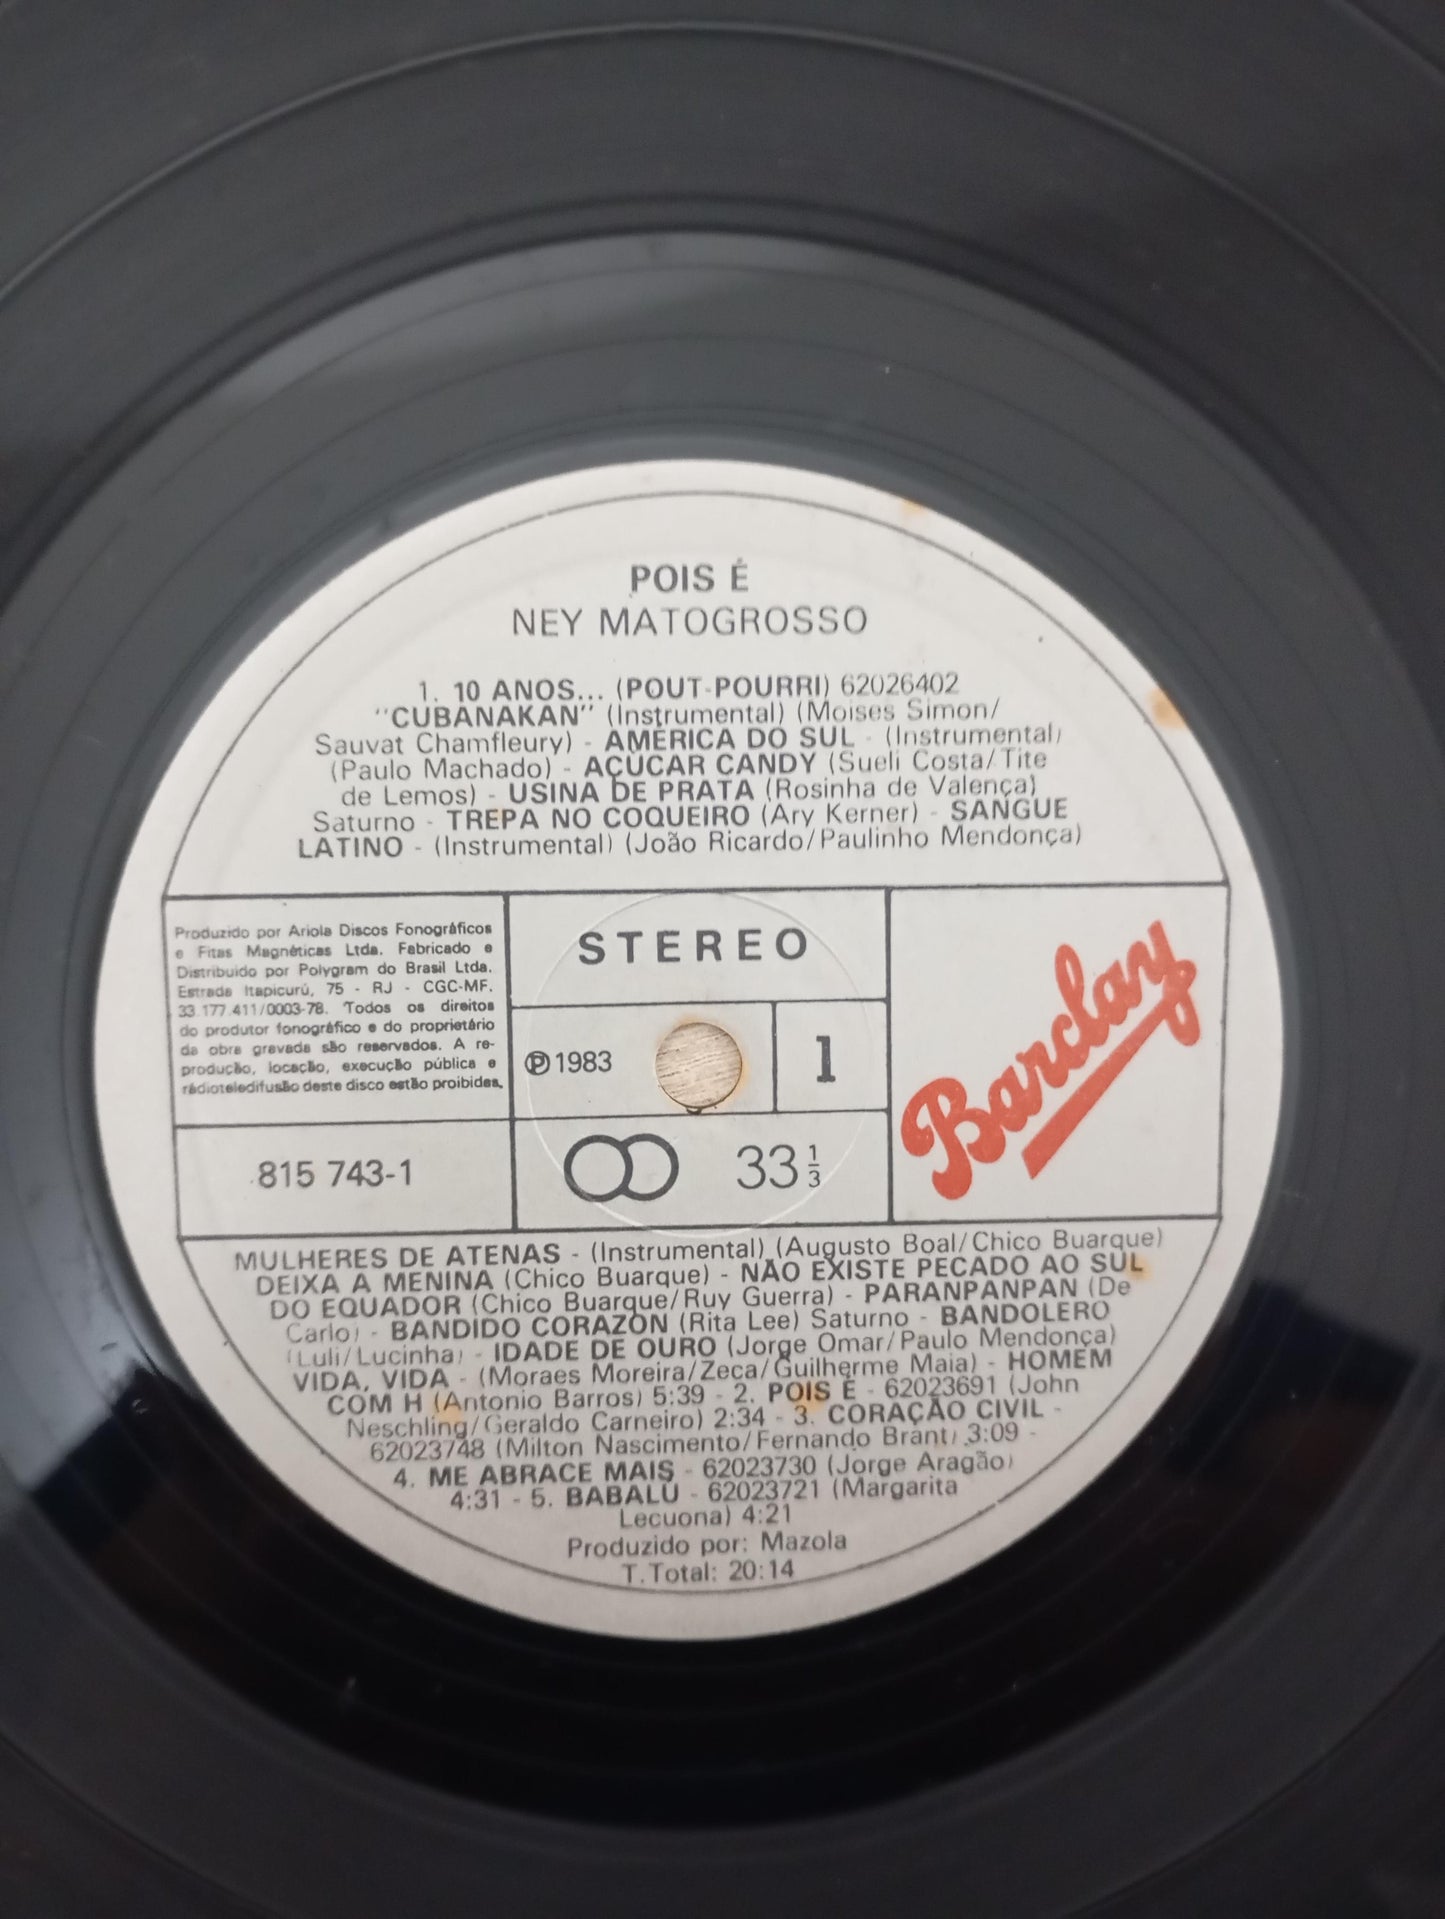 POIS É
NEY MATOGROSSO
1. 10 ANOS... (POUT-POURRI) 62026402
"CUBANAKAN" (Instrumental) (Moises Simon/
Sauvat Chamfleury) - AMÉRICA DO SUL - (Instrumental)
(Paulo Machado) - AÇÚCAR CANDY (Sueli Costa/Tite
de Lemos) - USINA DE PRATA (Rosinha de Valença)
Saturno - TREPA NO COQUEIRO (Ary Kerner) - SANGUE
LATINO - (Instrumental) (João Ricardo/Paulinho Mendonça)
Produzido por Ariola Discos Fonográficos
e Fitas Magnéticas Ltda. Fabricado e
Distribuido por Polygram do Brasil Ltda.
Estrada Itapicurú, 75 - RJ - CGC-MF.
33.177.411/0003-78. Todos os direitos
do produtor fonográfico e do proprietário
da obra gravada são reservados. A re-
produção, locação, execução pública e
rádioteledifusão deste disco estão proibidas.
815 743-1
STEREO
℗ 1983
1
33 1/3
Barclay
MULHERES DE ATENAS - (Instrumental) (Augusto Boal/Chico Buarque)
DEIXA A MENINA (Chico Buarque) - NÃO EXISTE PECADO AO SUL
DO EQUADOR (Chico Buarque/Ruy Guerra) - PARANPANPAN (De
Carlo) - BANDIDO CORAZÓN (Rita Lee) Saturno - BANDOLERO
(Luli/Lucinha) - IDADE DE OURO (Jorge Omar/Paulo Mendonça)
VIDA, VIDA - (Moraes Moreira/Zeca/Guilherme Maia) - HOMEM
COM H (Antonio Barros) 5:39 - 2. POIS É - 62023691 (John
Neschling/Geraldo Carneiro) 2:34 - 3. CORAÇÃO CIVIL -
62023748 (Milton Nascimento/Fernando Brant) 3:09 -
4. ME ABRACE MAIS - 62023730 (Jorge Aragão)
4:31 - 5. BABALÚ - 62023721 (Margarita
Lecuona) 4:21
Produzido por: Mazola
T.Total: 20:14